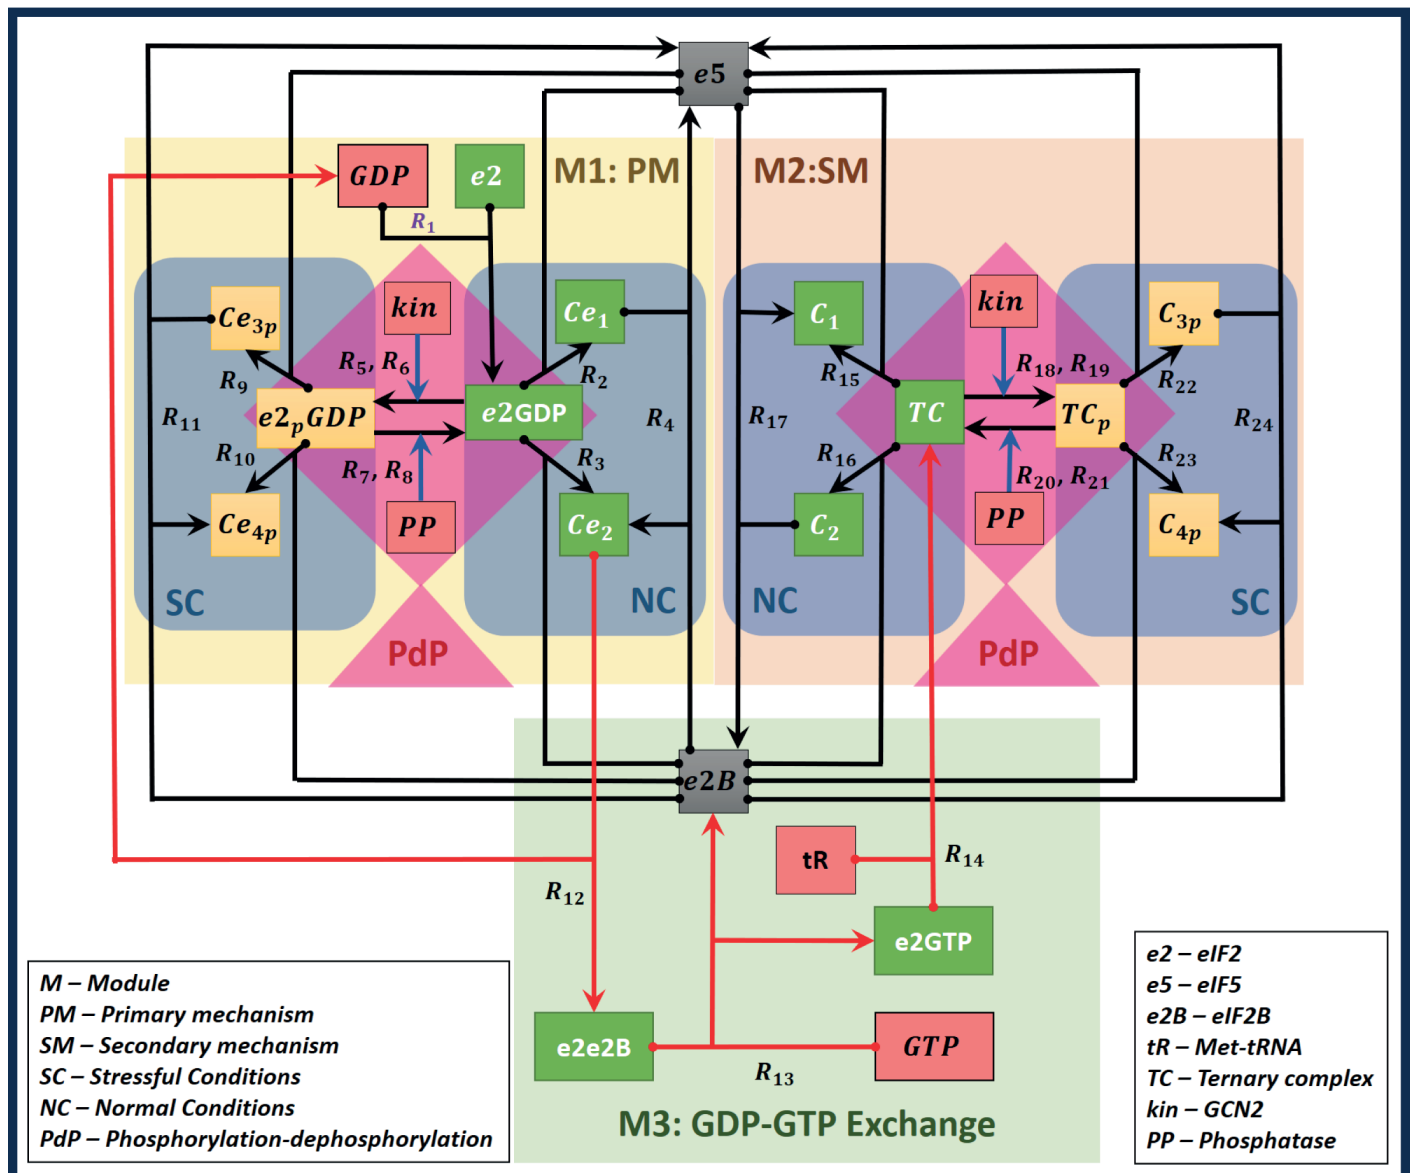 e5
M1: PM
M2:SM
GDP
e2
R₁
Ce₃ₚ
kin
Ce₁
C₁
kin
C₃ₚ
R₉
R₅, R₆
R₂
R₁₅
R₁₈, R₁₉
R₂₂
R₁₁
e2ₚGDP
e2GDP
R₄
R₁₇
TC
TCₚ
R₂₄
R₁₀
R₇, R₈
R₃
R₁₆
R₂₀, R₂₁
R₂₃
Ce₄ₚ
PP
Ce₂
C₂
PP
C₄ₚ
SC
NC
NC
SC
PdP
PdP
e2B
tR
R₁₄
R₁₂
e2GTP
e2e2B
GTP
R₁₃
M3: GDP-GTP Exchange
M – Module
PM – Primary mechanism
SM – Secondary mechanism
SC – Stressful Conditions
NC – Normal Conditions
PdP – Phosphorylation-dephosphorylation
e2 – eIF2
e5 – eIF5
e2B – eIF2B
tR – Met-tRNA
TC – Ternary complex
kin – GCN2
PP – Phosphatase